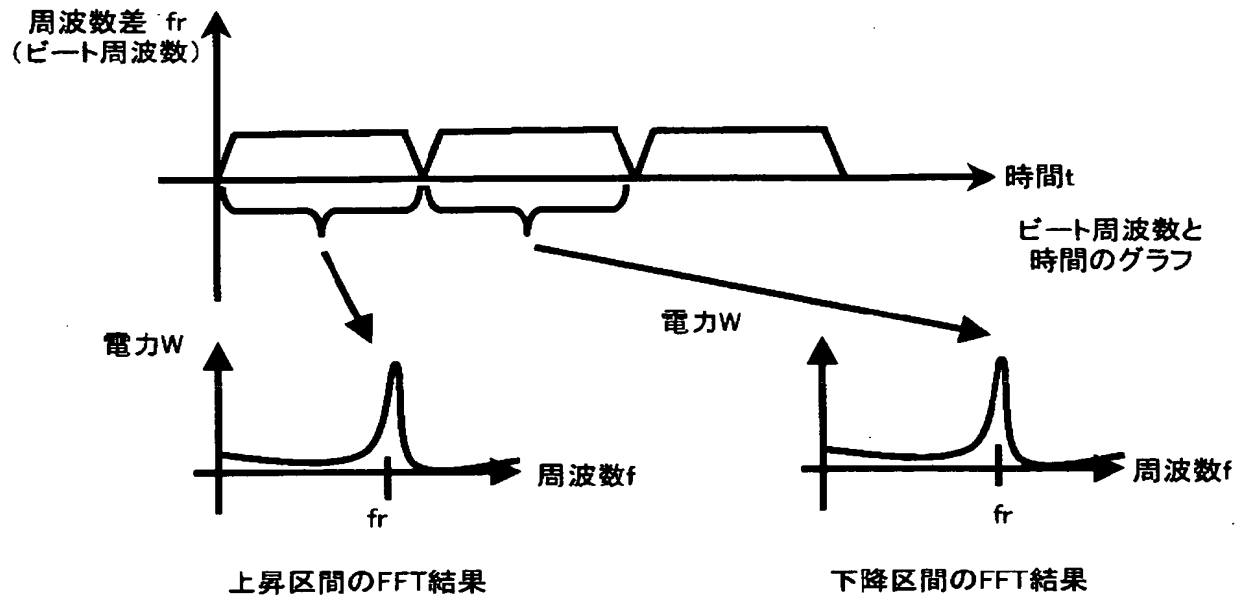 周波数差 fr
(ビート周波数)
時間t
ビート周波数と
時間のグラフ
電力W
電力W
周波数f
周波数f
fr
fr
上昇区間のFFT結果
下降区間のFFT結果